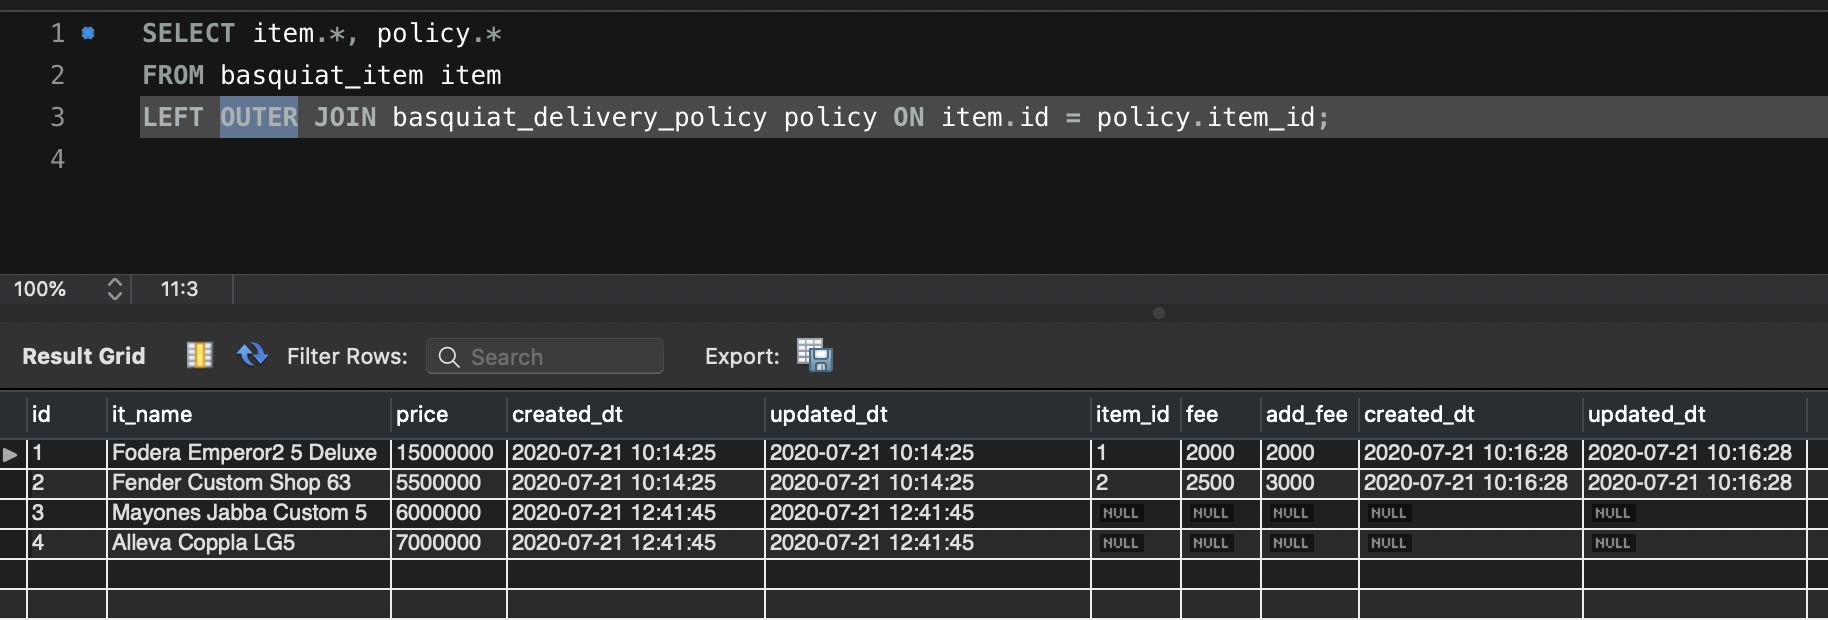 1 SELECT item.*, policy.*
2 FROM basquiat_item item
3 LEFT OUTER JOIN basquiat_delivery_policy policy ON item.id = policy.item_id;
4
100% 11:3
Result Grid Filter Rows: Search Export:
id it_name price created_dt updated_dt item_id fee add_fee created_dt updated_dt
1 Fodera Emperor2 5 Deluxe 15000000 2020-07-21 10:14:25 2020-07-21 10:14:25 1 2000 2000 2020-07-21 10:16:28 2020-07-21 10:16:28
2 Fender Custom Shop 63 5500000 2020-07-21 10:14:25 2020-07-21 10:14:25 2 2500 3000 2020-07-21 10:16:28 2020-07-21 10:16:28
3 Mayones Jabba Custom 5 6000000 2020-07-21 12:41:45 2020-07-21 12:41:45 NULL NULL NULL NULL NULL
4 Alleva Coppla LG5 7000000 2020-07-21 12:41:45 2020-07-21 12:41:45 NULL NULL NULL NULL NULL